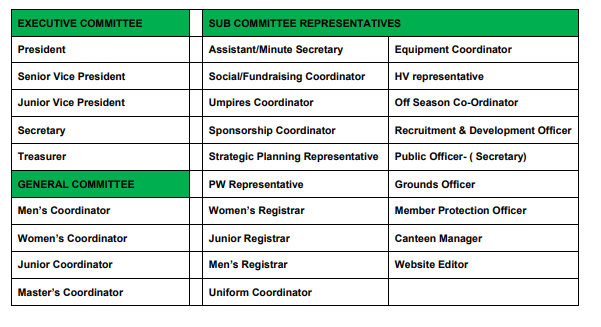 EXECUTIVE COMMITTEE SUB COMMITTEE REPRESENTATIVES
President Assistant/Minute Secretary Equipment Coordinator
Senior Vice President Social/Fundraising Coordinator HV representative
Junior Vice President Umpires Coordinator Off Season Co-Ordinator
Secretary Sponsorship Coordinator Recruitment & Development Officer
Treasurer Strategic Planning Representative Public Officer- ( Secretary)
GENERAL COMMITTEE PW Representative Grounds Officer
Men’s Coordinator Women’s Registrar Member Protection Officer
Women’s Coordinator Junior Registrar Canteen Manager
Junior Coordinator Men’s Registrar Website Editor
Master’s Coordinator Uniform Coordinator